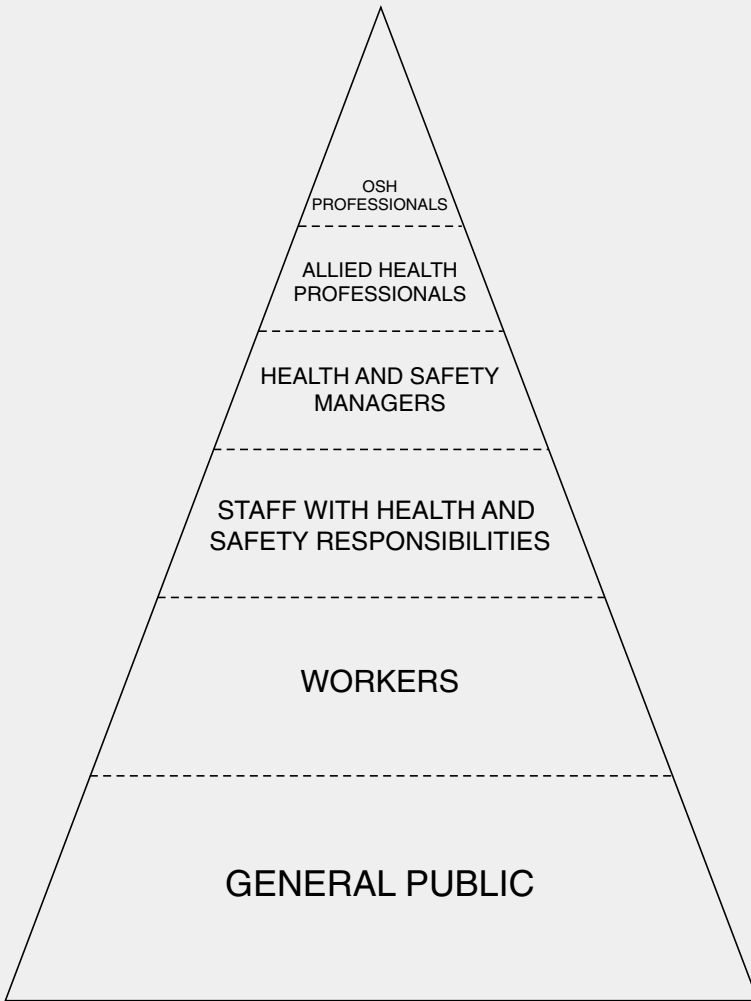 OSH
PROFESSIONALS
ALLIED HEALTH
PROFESSIONALS
HEALTH AND SAFETY
MANAGERS
STAFF WITH HEALTH AND
SAFETY RESPONSIBILITIES
WORKERS
GENERAL PUBLIC